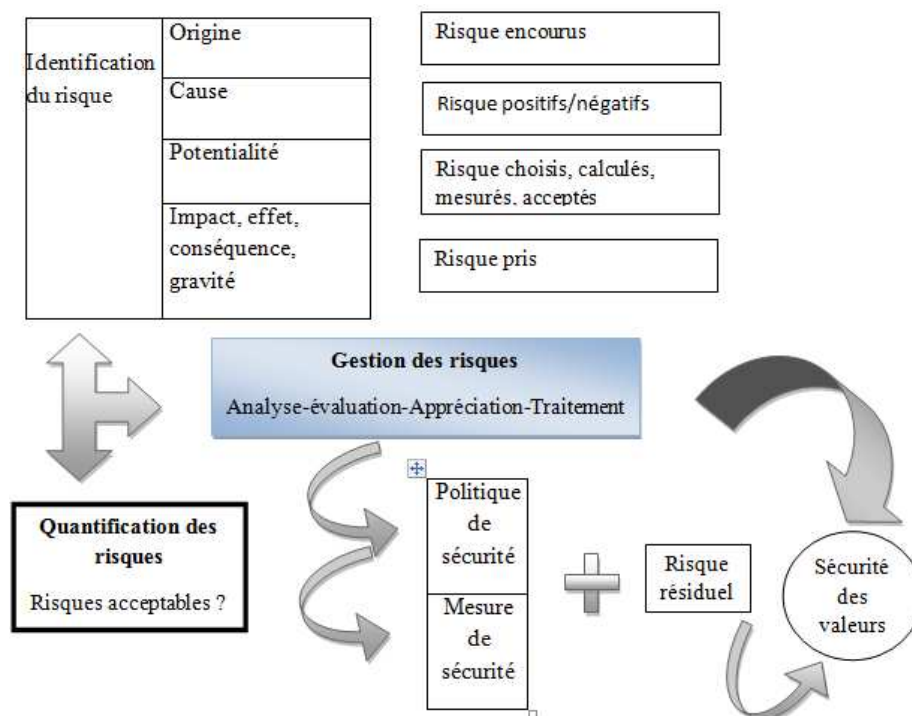 Identification
du risque
Origine
Cause
Potentialité
Impact, effet,
conséquence,
gravité
Risque encourus
Risque positifs/négatifs
Risque choisis, calculés,
mesurés, acceptés
Risque pris
Gestion des risques
Analyse-évaluation-Appréciation-Traitement
Quantification des
risques
Risques acceptables ?
Politique
de
sécurité
Mesure
de
sécurité
Risque
résiduel
Sécurité
des
valeurs